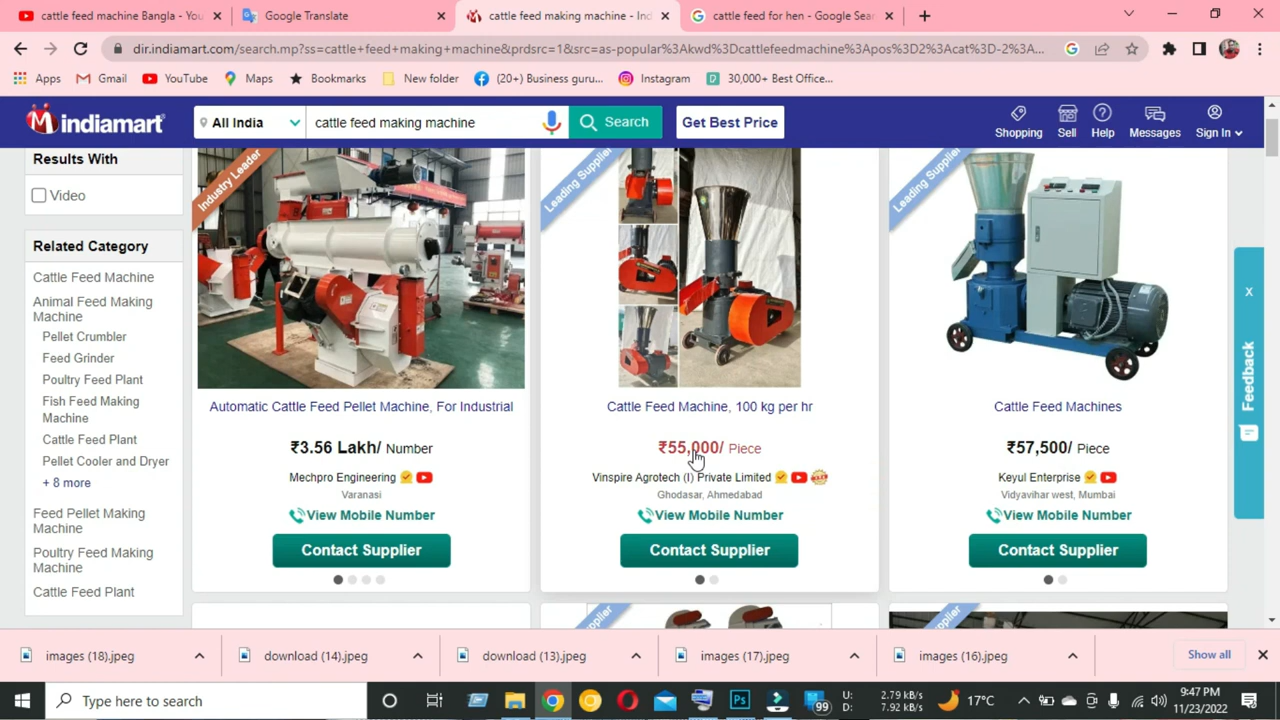 cattle feed machine Bangla - You
Google Translate
cattle feed making machine - Ind
cattle feed for hen - Google Sear
dir.indiamart.com/search.mp?ss=cattle+feed+making+machine&prdsrc=1&src=as-popular%3Akwd%3Dcattlefeedmachine%3Apos%3D2%3Acat%3D-2%3A...
Apps
Gmail
YouTube
Maps
Bookmarks
New folder
(20+) Business guru...
Instagram
30,000+ Best Office...
indiamart
All India
cattle feed making machine
Search
Get Best Price
Shopping
Sell
Help
Messages
Sign In
Results With
Video
Related Category
Cattle Feed Machine
Animal Feed Making
Machine
Pellet Crumbler
Feed Grinder
Poultry Feed Plant
Fish Feed Making
Machine
Cattle Feed Plant
Pellet Cooler and Dryer
+ 8 more
Feed Pellet Making
Machine
Poultry Feed Making
Machine
Cattle Feed Plant
Industry Leader
Automatic Cattle Feed Pellet Machine, For Industrial
₹3.56 Lakh/ Number
Mechpro Engineering
Varanasi
View Mobile Number
Contact Supplier
Leading Supplier
Cattle Feed Machine, 100 kg per hr
₹55,000/ Piece
Vinspire Agrotech (I) Private Limited
Ghodasar, Ahmedabad
View Mobile Number
Contact Supplier
Leading Supplier
Cattle Feed Machines
₹57,500/ Piece
Keyul Enterprise
Vidyavihar west, Mumbai
View Mobile Number
Contact Supplier
Supplier
Supplier
X
Feedback
images (18).jpeg
download (14).jpeg
download (13).jpeg
images (17).jpeg
images (16).jpeg
Show all
Type here to search
99
U: 2.79 kB/s
D: 7.92 kB/s
17°C
9:47 PM
11/23/2022